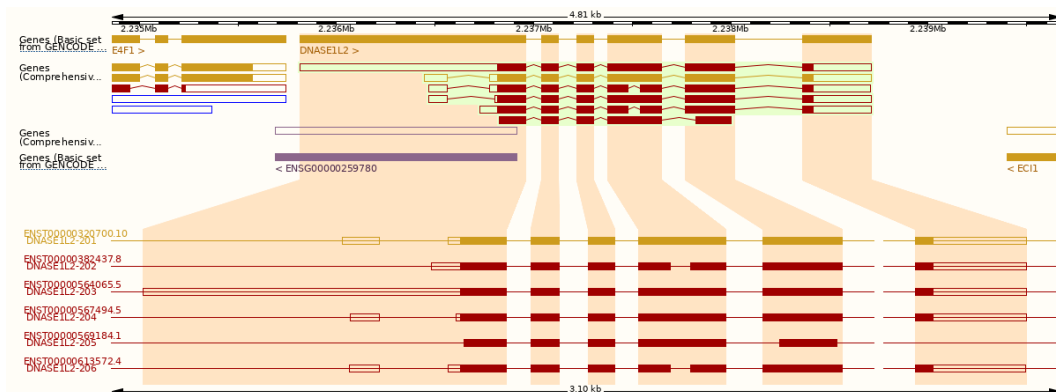 4.81 kb
2.235Mb 2.236Mb 2.237Mb 2.238Mb 2.239Mb
Genes (Basic set
from GENCODE ...
E4F1 > DNASE1L2 >
Genes
(Comprehensiv...
Genes
(Comprehensiv...
Genes (Basic set
from GENCODE ...
< ENSG00000259780 < ECI1
ENST00000320700.10
DNASE1L2-201
ENST00000382437.8
DNASE1L2-202
ENST00000564065.5
DNASE1L2-203
ENST00000567494.5
DNASE1L2-204
ENST00000569184.1
DNASE1L2-205
ENST00000613572.4
DNASE1L2-206
3.10 kb